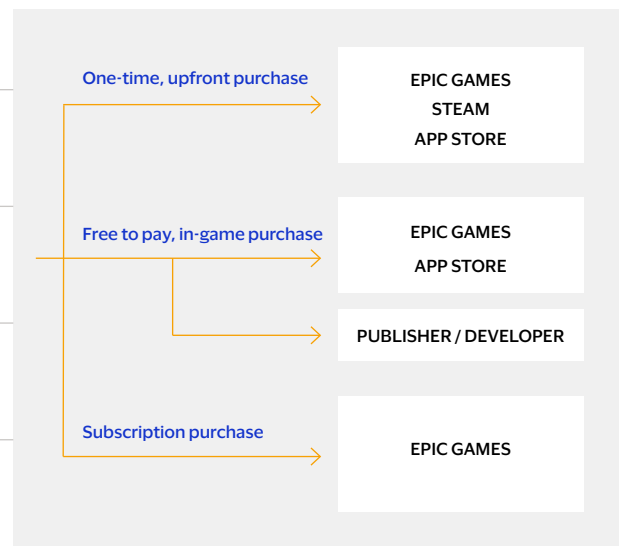 One-time, upfront purchase
EPIC GAMES
STEAM
APP STORE
Free to pay, in-game purchase
EPIC GAMES
APP STORE
PUBLISHER / DEVELOPER
Subscription purchase
EPIC GAMES